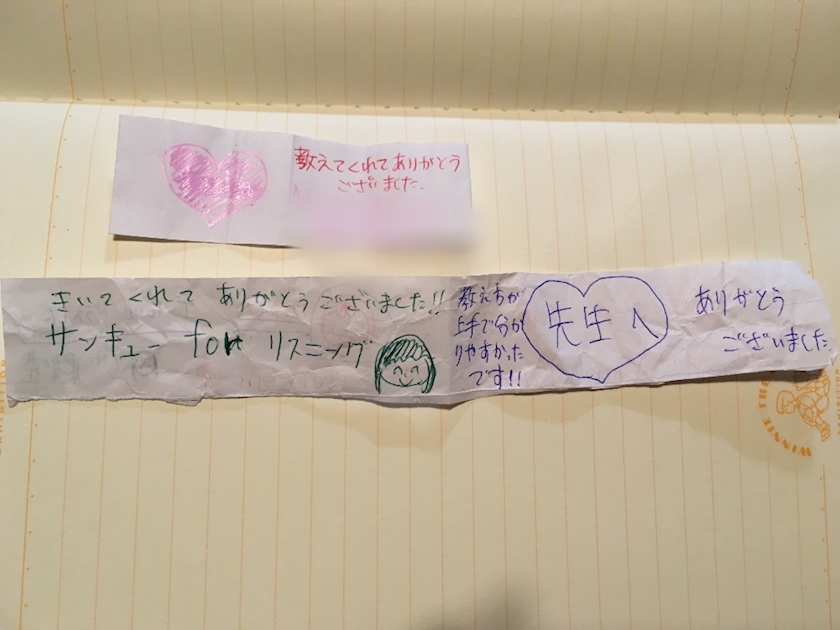 教えてくれてありがとう
ございました.
きいてくれて ありがとうございました!!
サンキュー for リスニング
教え方が
上手で分か
りやすかった
です!!
先生へ
ありがとう
ございました.
WINNIE THE